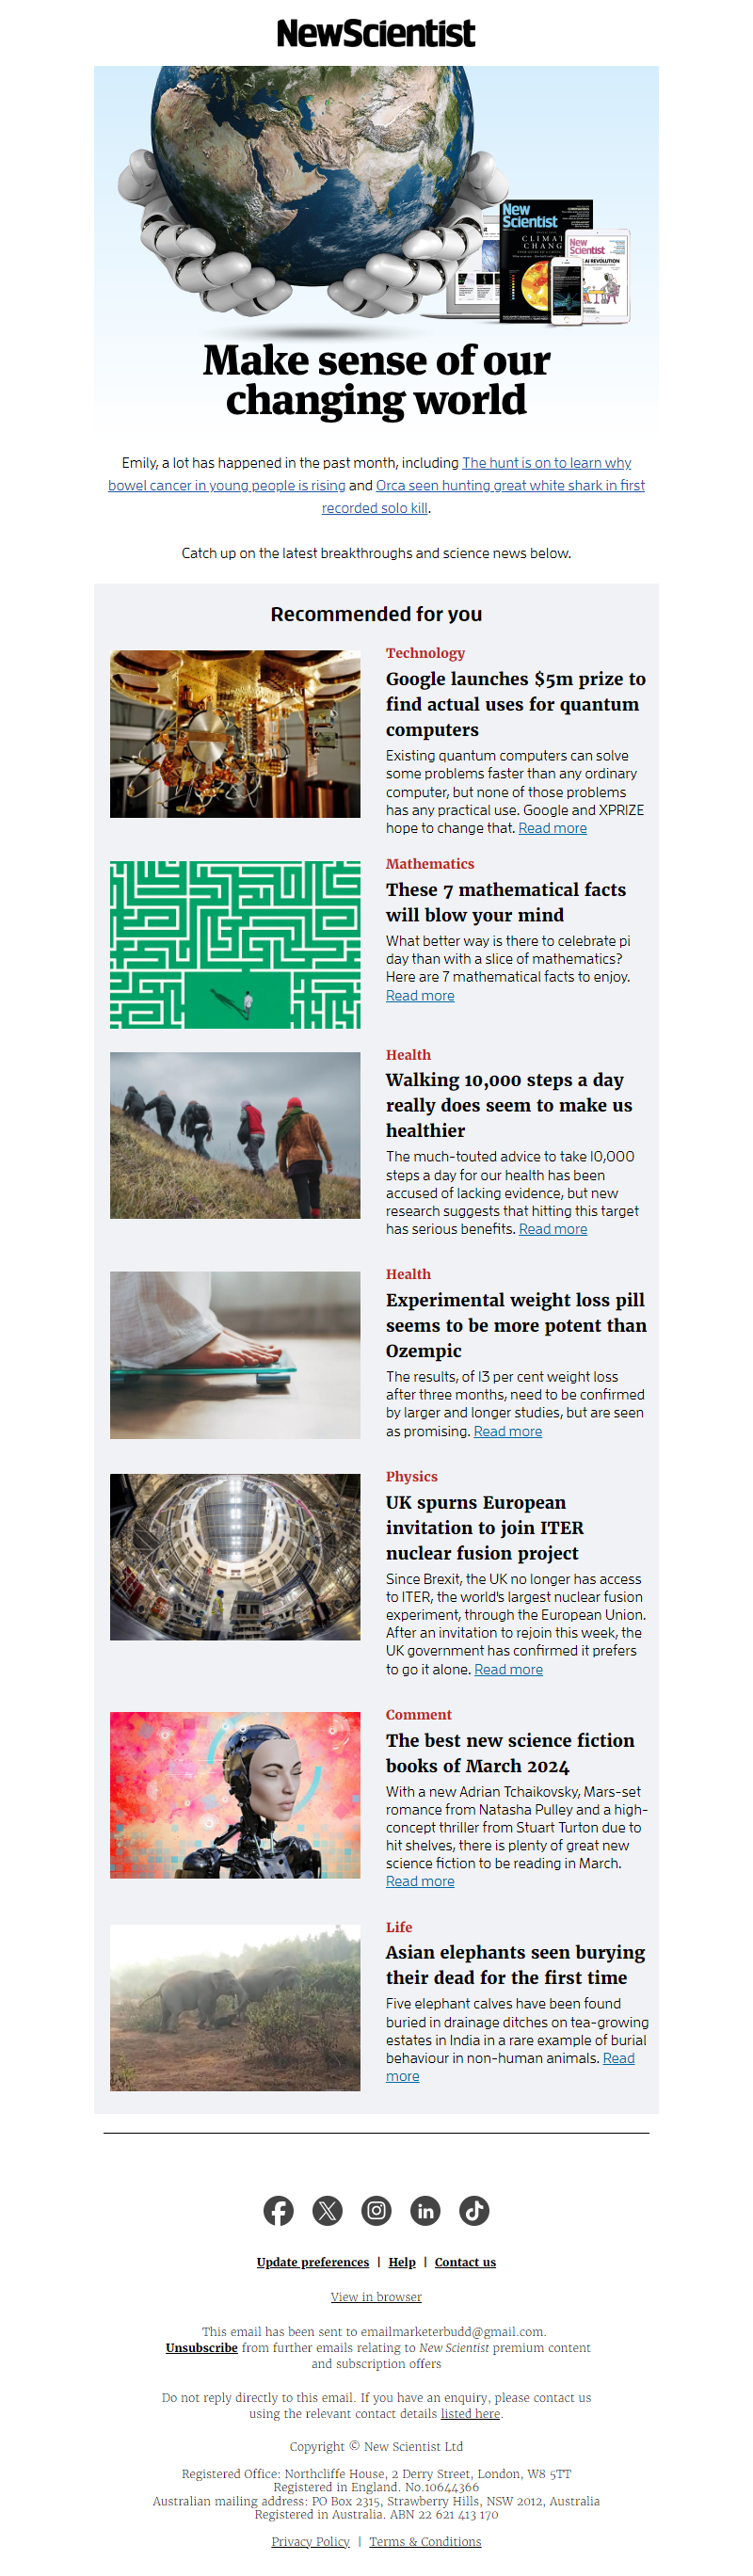 NewScientist
New
Scientist
CLIMAT
CHANG
New
Scientist
AI REVOLUTION
Make sense of our
changing world
Emily, a lot has happened in the past month, including The hunt is on to learn why
bowel cancer in young people is rising and Orca seen hunting great white shark in first
recorded solo kill.
Catch up on the latest breakthroughs and science news below.
Recommended for you
Technology
Google launches $5m prize to
find actual uses for quantum
computers
Existing quantum computers can solve
some problems faster than any ordinary
computer, but none of those problems
has any practical use. Google and XPRIZE
hope to change that. Read more
Mathematics
These 7 mathematical facts
will blow your mind
What better way is there to celebrate pi
day than with a slice of mathematics?
Here are 7 mathematical facts to enjoy.
Read more
Health
Walking 10,000 steps a day
really does seem to make us
healthier
The much-touted advice to take 10,000
steps a day for our health has been
accused of lacking evidence, but new
research suggests that hitting this target
has serious benefits. Read more
Health
Experimental weight loss pill
seems to be more potent than
Ozempic
The results, of 13 per cent weight loss
after three months, need to be confirmed
by larger and longer studies, but are seen
as promising. Read more
Physics
UK spurns European
invitation to join ITER
nuclear fusion project
Since Brexit, the UK no longer has access
to ITER, the world's largest nuclear fusion
experiment, through the European Union.
After an invitation to rejoin this week, the
UK government has confirmed it prefers
to go it alone. Read more
Comment
The best new science fiction
books of March 2024
With a new Adrian Tchaikovsky, Mars-set
romance from Natasha Pulley and a high-
concept thriller from Stuart Turton due to
hit shelves, there is plenty of great new
science fiction to be reading in March.
Read more
Life
Asian elephants seen burying
their dead for the first time
Five elephant calves have been found
buried in drainage ditches on tea-growing
estates in India in a rare example of burial
behaviour in non-human animals. Read
more
Update preferences | Help | Contact us
View in browser
This email has been sent to emailmarketerbudd@gmail.com.
Unsubscribe from further emails relating to New Scientist premium content
and subscription offers
Do not reply directly to this email. If you have an enquiry, please contact us
using the relevant contact details listed here.
Copyright © New Scientist Ltd
Registered Office: Northcliffe House, 2 Derry Street, London, W8 5TT
Registered in England. No.10644366
Australian mailing address: PO Box 2315, Strawberry Hills, NSW 2012, Australia
Registered in Australia. ABN 22 621 413 170
Privacy Policy | Terms & Conditions